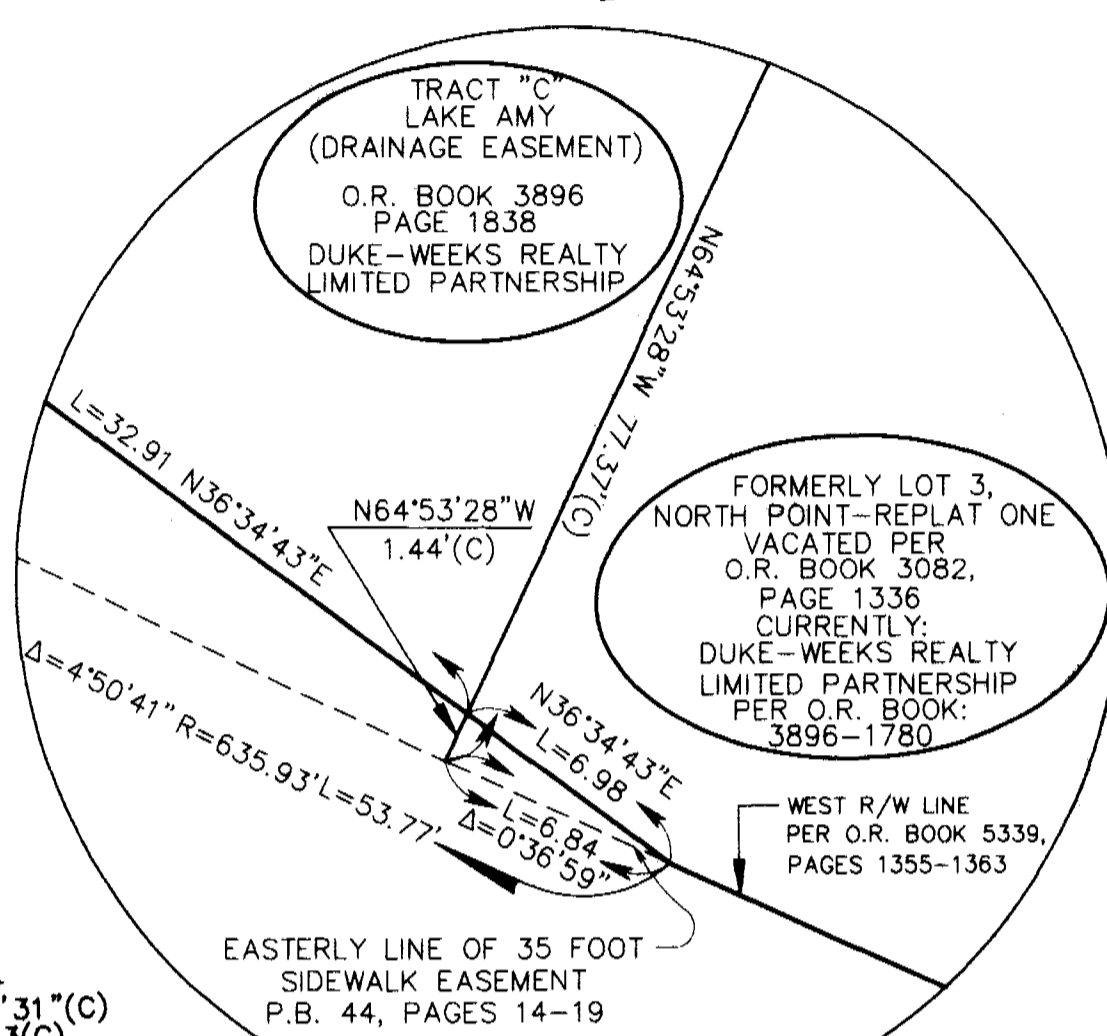 TRACT "C"
LAKE AMY
(DRAINAGE EASEMENT)
O.R. BOOK 3896
PAGE 1838
DUKE-WEEKS REALTY
LIMITED PARTNERSHIP
N64°53'28"W 77.37'(C)
L=32.91 N36°34'43"E
N64°53'28"W
1.44'(C)
FORMERLY LOT 3,
NORTH POINT-REPLAT ONE
VACATED PER
O.R. BOOK 3082,
PAGE 1336
CURRENTLY:
DUKE-WEEKS REALTY
LIMITED PARTNERSHIP
PER O.R. BOOK:
3896-1780
N36°34'43"E
L=6.98
Δ=4°50'41" R=635.93' L=53.77'
L=6.84
Δ=0°36'59"
WEST R/W LINE
PER O.R. BOOK 5339,
PAGES 1355-1363
EASTERLY LINE OF 35 FOOT
SIDEWALK EASEMENT
P.B. 44, PAGES 14-19
'31"(C)
3(C)